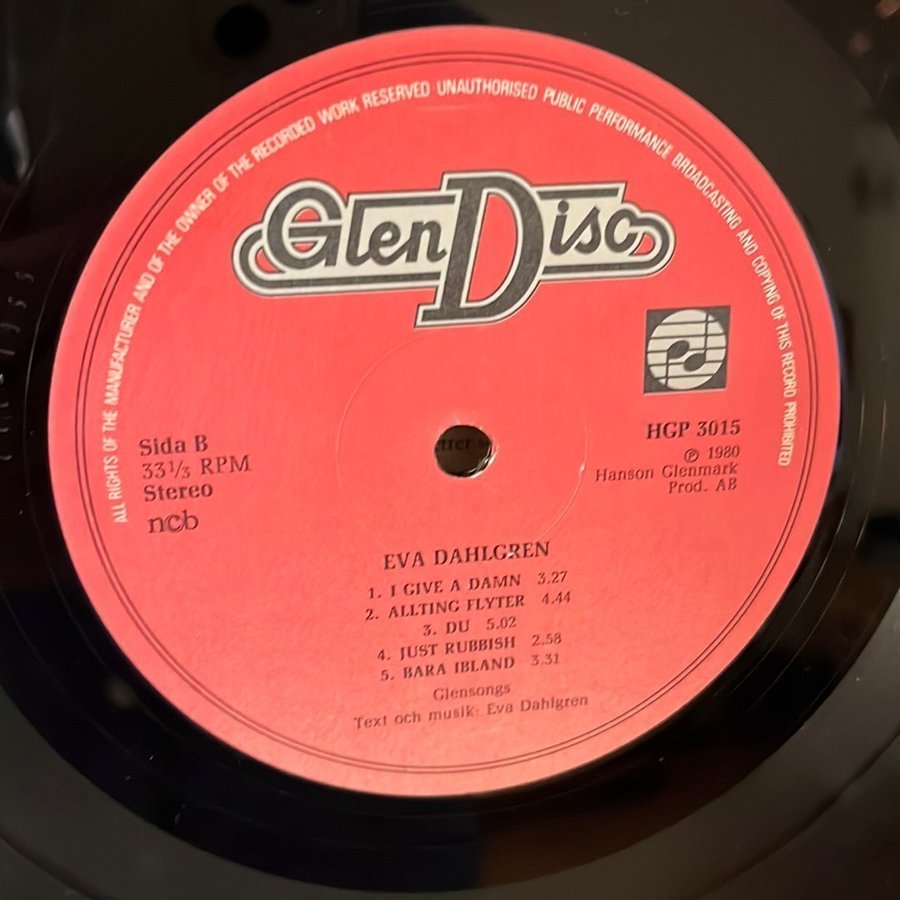 ALL RIGHTS OF THE MANUFACTURER AND OF THE OWNER OF THE RECORDED WORK RESERVED UNAUTHORISED PUBLIC PERFORMANCE BROADCASTING AND COPYING OF THIS RECORD PROHIBITED
GlenDisc
Sida B
33⅓ RPM
Stereo
ncb
HGP 3015
℗ 1980
Hanson Glenmark
Prod. AB
EVA DAHLGREN
1. I GIVE A DAMN 3.27
2. ALLTING FLYTER 4.44
3. DU 5.02
4. JUST RUBBISH 2.58
5. BARA IBLAND 3.31
Glensongs
Text och musik: Eva Dahlgren